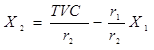 X₂ = TVC/r₂ − r₁/r₂ X₁